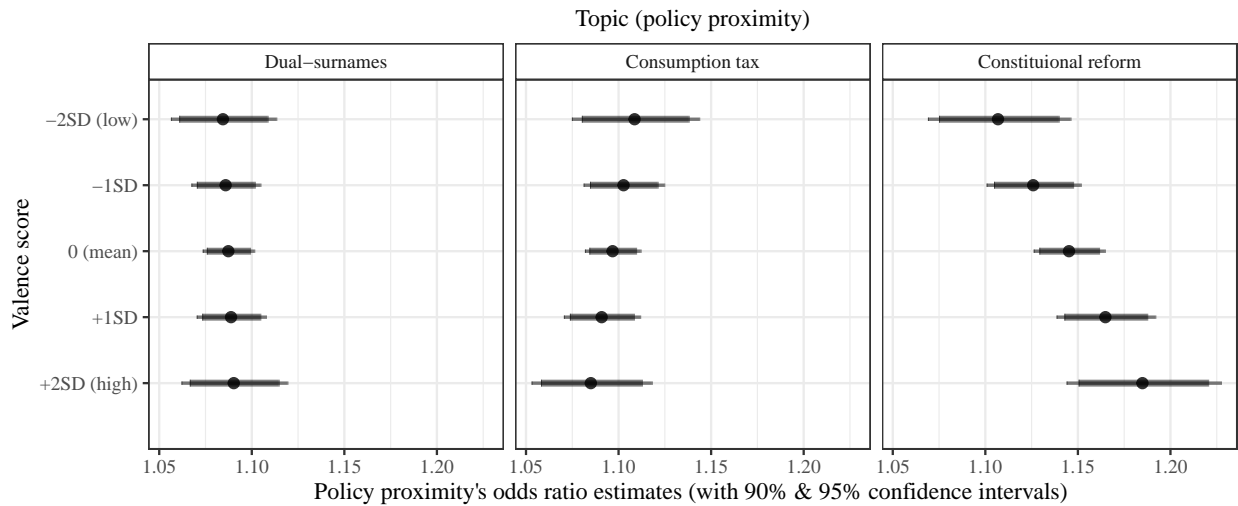 Topic (policy proximity)
Dual−surnames
Consumption tax
Constituional reform
Valence score
−2SD (low)
−1SD
0 (mean)
+1SD
+2SD (high)
1.05 1.10 1.15 1.20
1.05 1.10 1.15 1.20
1.05 1.10 1.15 1.20
Policy proximity's odds ratio estimates (with 90% & 95% confidence intervals)